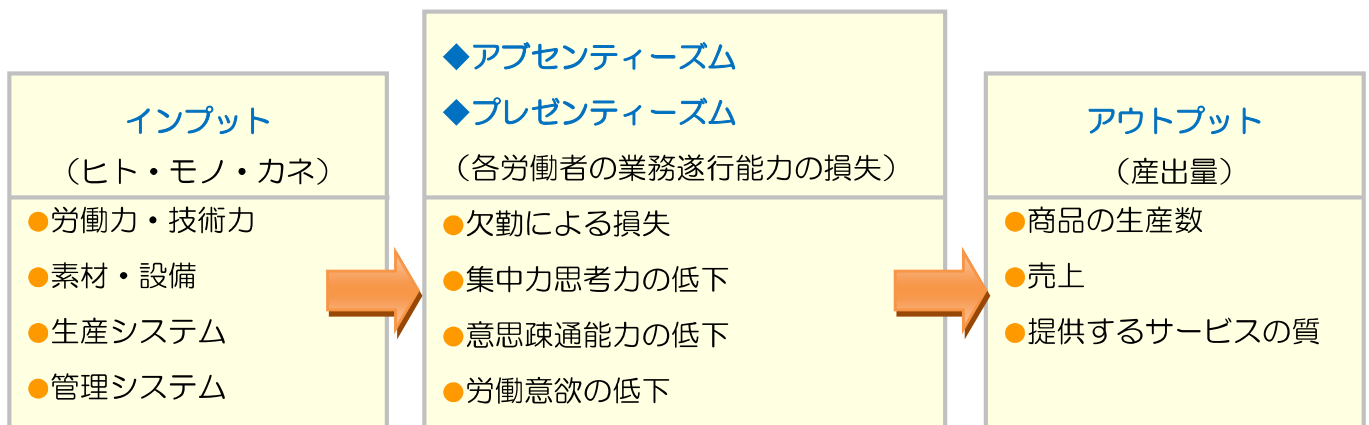 インプット
（ヒト・モノ・カネ）
●労働力・技術力
●素材・設備
●生産システム
●管理システム
◆アブセンティーズム
◆プレゼンティーズム
（各労働者の業務遂行能力の損失）
●欠勤による損失
●集中力思考力の低下
●意思疎通能力の低下
●労働意欲の低下
アウトプット
（産出量）
●商品の生産数
●売上
●提供するサービスの質